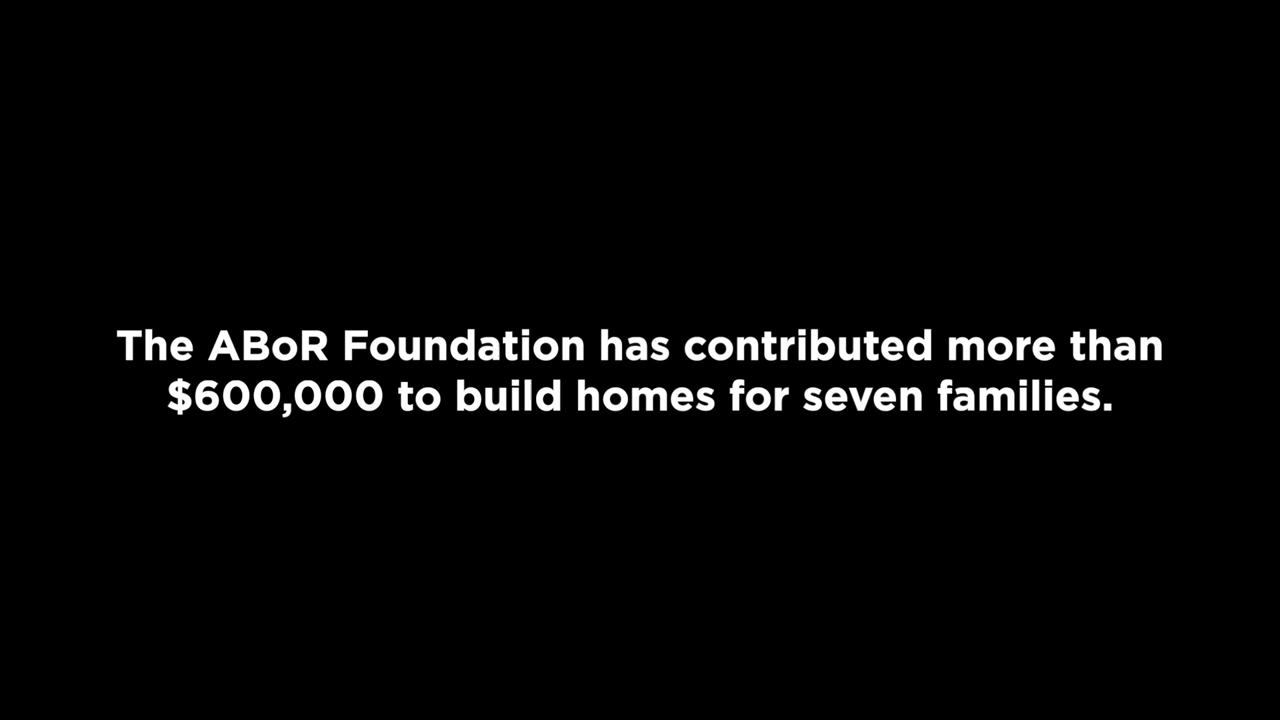 The ABoR Foundation has contributed more than
$600,000 to build homes for seven families.